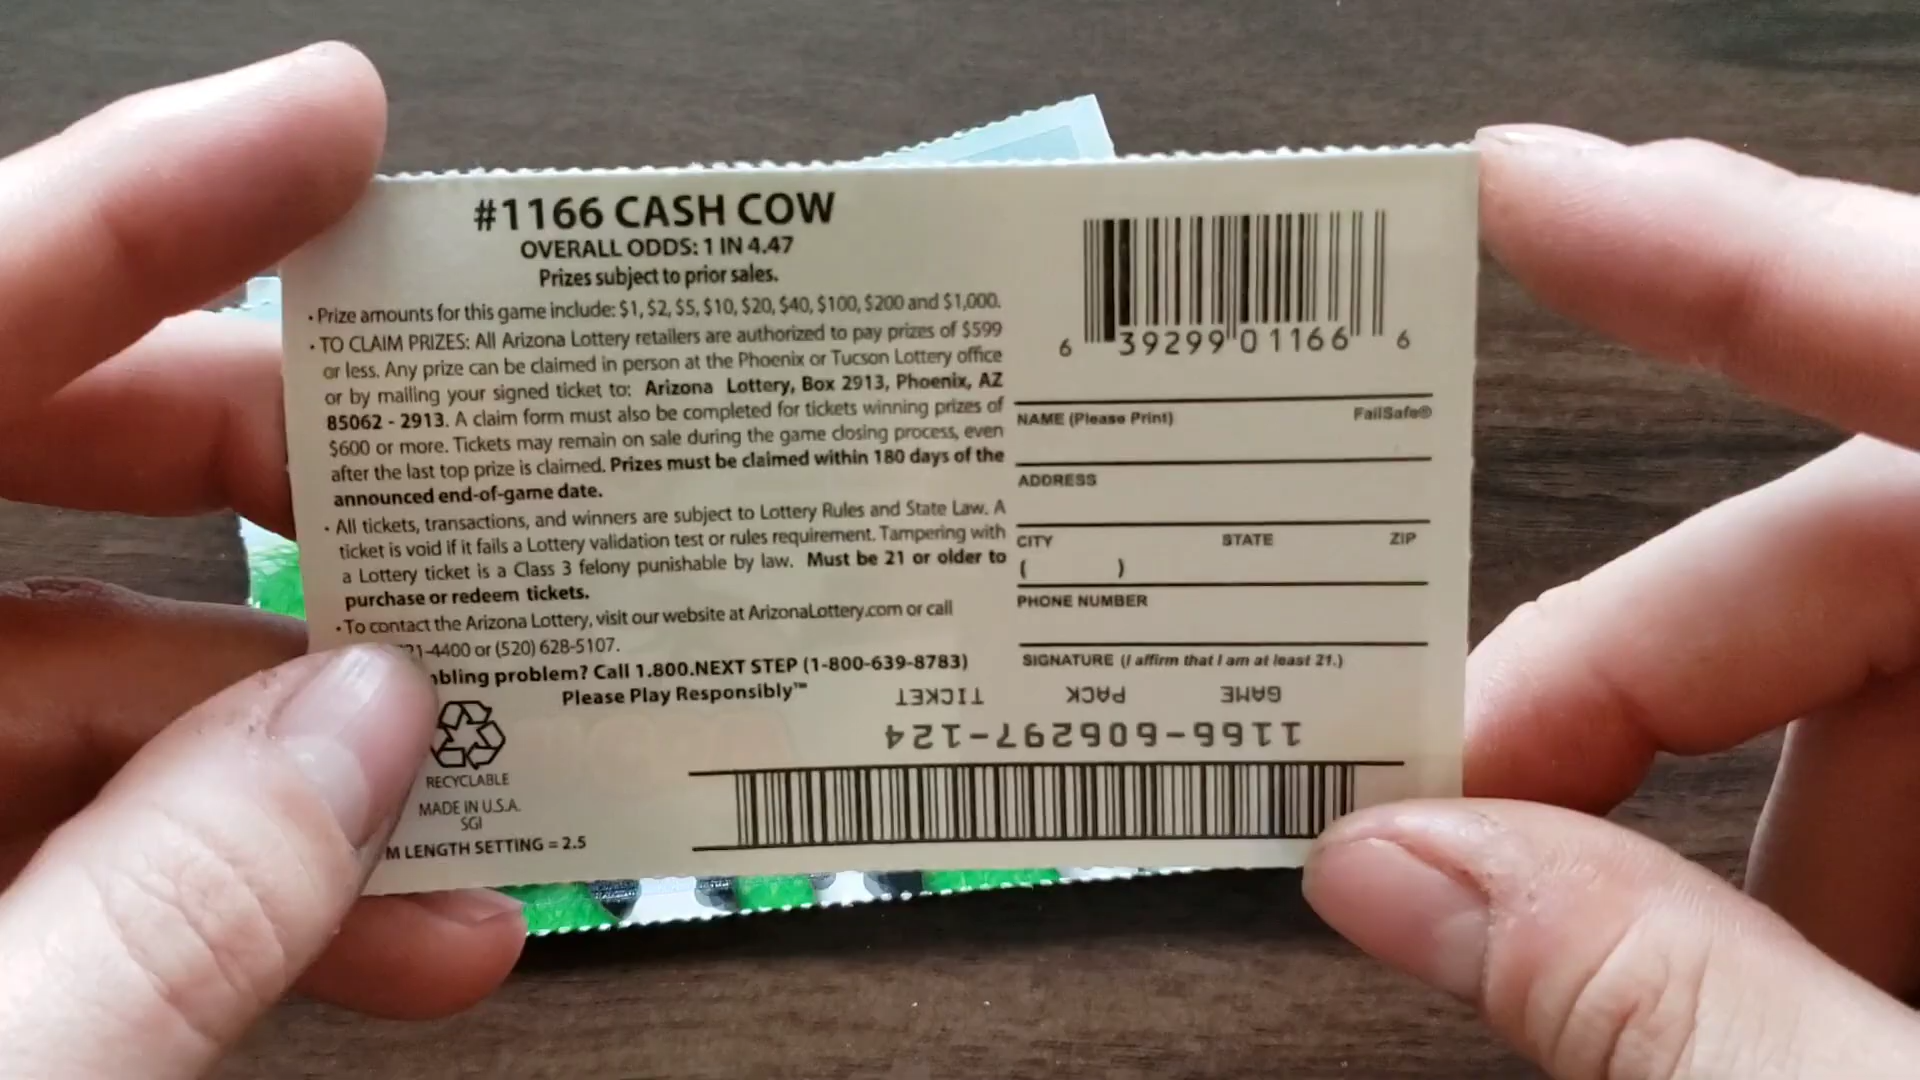 #1166 CASH COW
OVERALL ODDS: 1 IN 4.47
Prizes subject to prior sales.
• Prize amounts for this game include: $1, $2, $5, $10, $20, $40, $100, $200 and $1,000.
• TO CLAIM PRIZES: All Arizona Lottery retailers are authorized to pay prizes of $599
or less. Any prize can be claimed in person at the Phoenix or Tucson Lottery office
or by mailing your signed ticket to: Arizona Lottery, Box 2913, Phoenix, AZ
85062 - 2913. A claim form must also be completed for tickets winning prizes of
$600 or more. Tickets may remain on sale during the game closing process, even
after the last top prize is claimed. Prizes must be claimed within 180 days of the
announced end-of-game date.
• All tickets, transactions, and winners are subject to Lottery Rules and State Law. A
ticket is void if it fails a Lottery validation test or rules requirement. Tampering with
a Lottery ticket is a Class 3 felony punishable by law. Must be 21 or older to
purchase or redeem tickets.
• To contact the Arizona Lottery, visit our website at ArizonaLottery.com or call
21-4400 or (520) 628-5107.
bling problem? Call 1.800.NEXT STEP (1-800-639-8783)
Please Play Responsibly™
RECYCLABLE
MADE IN U.S.A.
SGI
M LENGTH SETTING = 2.5
6 39299 01166 6
NAME (Please Print) FailSafe®
ADDRESS
CITY STATE ZIP
( )
PHONE NUMBER
SIGNATURE (I affirm that I am at least 21.)
GAME PACK TICKET
1166-606297-124